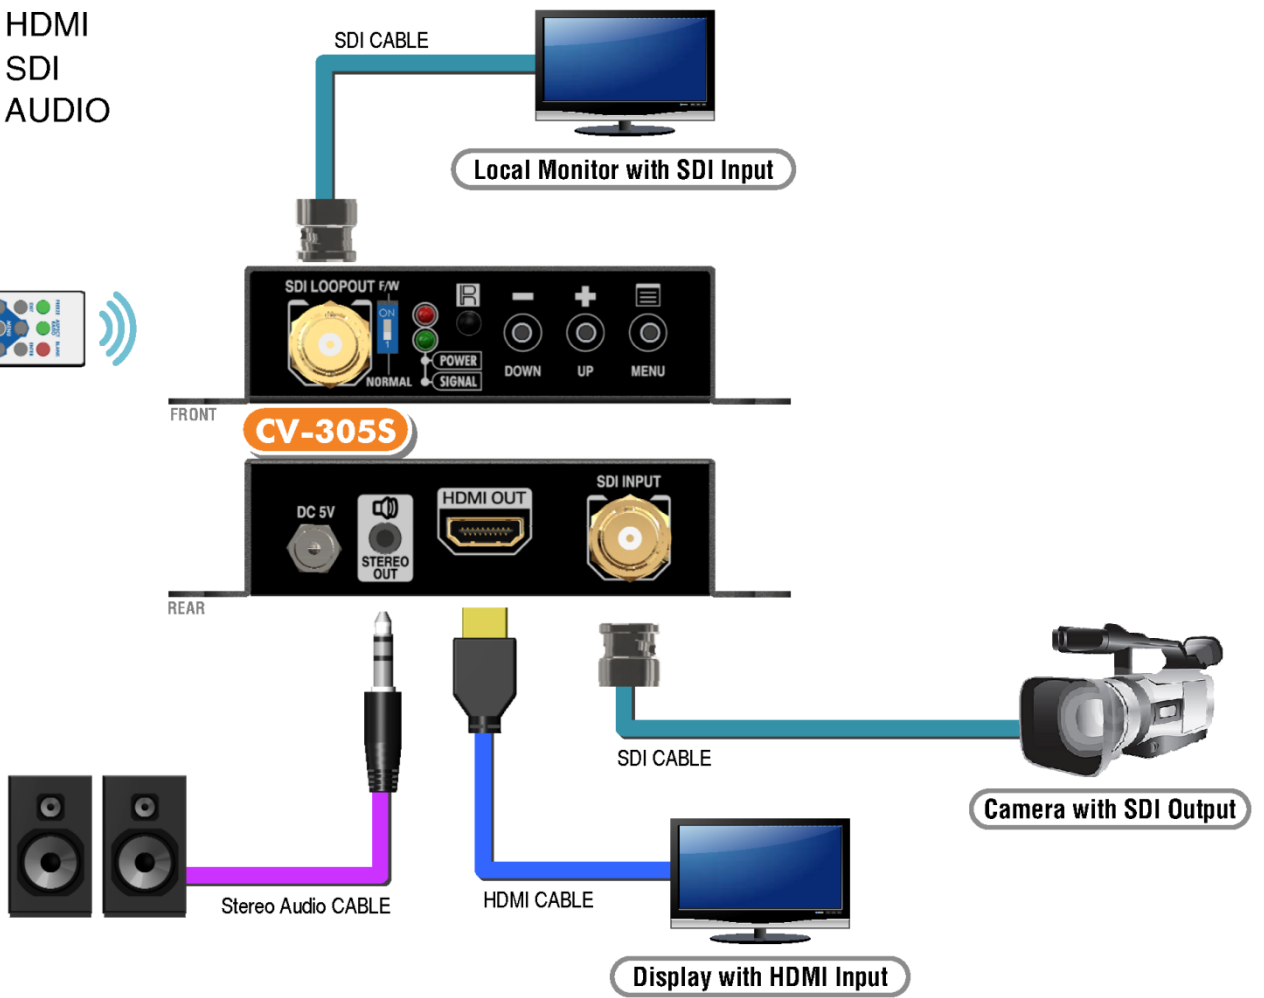 HDMI
SDI
AUDIO
SDI CABLE
Local Monitor with SDI Input
SDI LOOPOUT F/W
ON
1
NORMAL
R
POWER
SIGNAL
DOWN
UP
MENU
FRONT
CV-305S
DC 5V
STEREO
OUT
HDMI OUT
SDI INPUT
REAR
SDI CABLE
Camera with SDI Output
Stereo Audio CABLE
HDMI CABLE
Display with HDMI Input